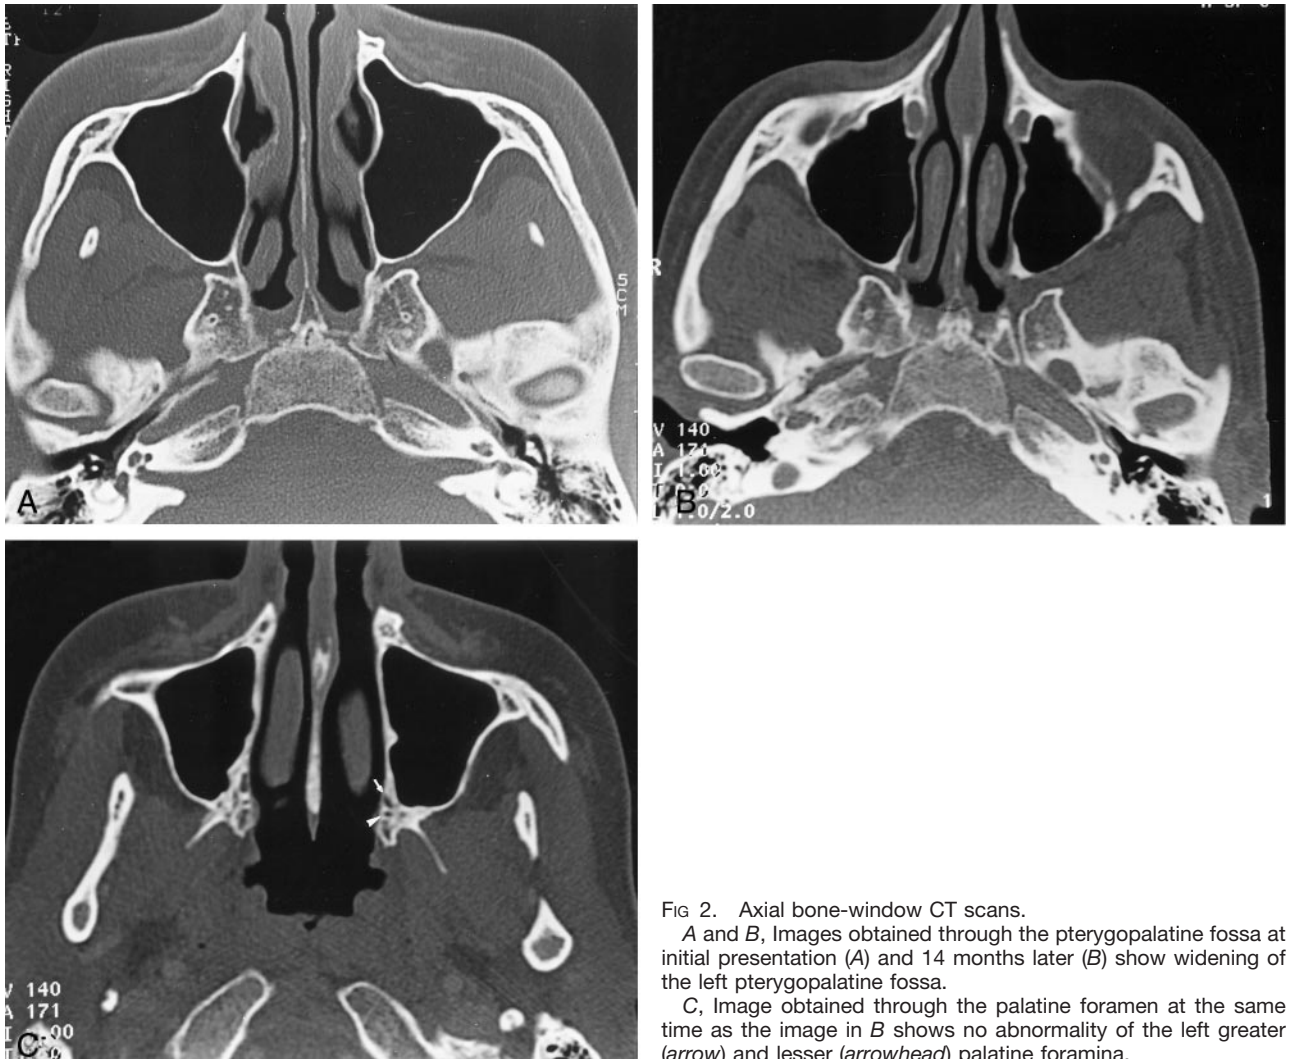 A
SCM
R
V 140
A 171
B
1
V 140
A 171
C
FIG 2. Axial bone-window CT scans.
A and B, Images obtained through the pterygopalatine fossa at
initial presentation (A) and 14 months later (B) show widening of
the left pterygopalatine fossa.
C, Image obtained through the palatine foramen at the same
time as the image in B shows no abnormality of the left greater
(arrow) and lesser (arrowhead) palatine foramina.